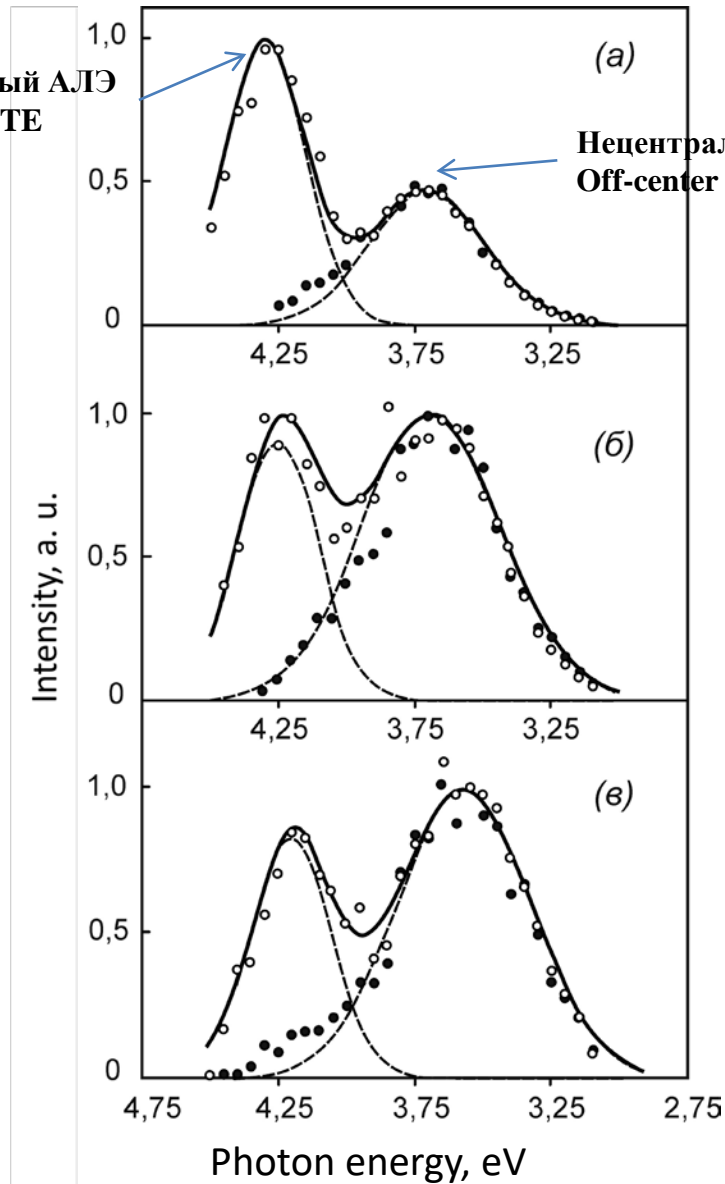 1,0
(а)
ый АЛЭ
TE
Нецентрал
Off-center
0,5
0
4,25 3,75 3,25
1,0
(б)
0,5
0
4,25 3,75 3,25
Intensity, a. u.
1,0
(в)
0,5
0
4,75 4,25 3,75 3,25 2,75
Photon energy, eV